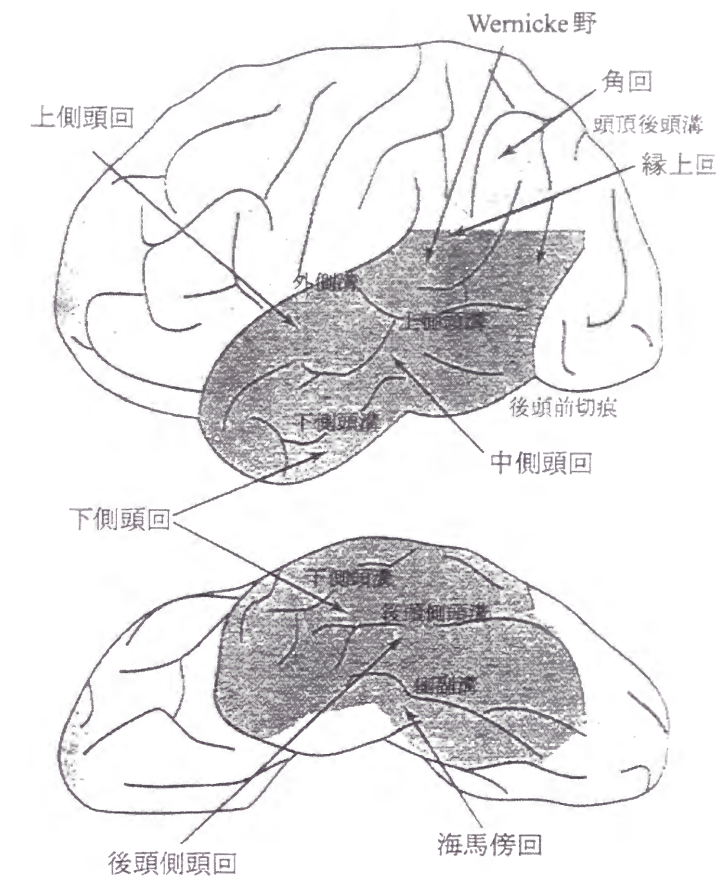 Wernicke野
角回
上側頭回
頭頂後頭溝
縁上回
外側溝
上側頭溝
後頭前切痕
下側頭溝
中側頭回
下側頭回
下側頭溝
後頭側頭溝
側副溝
海馬傍回
後頭側頭回